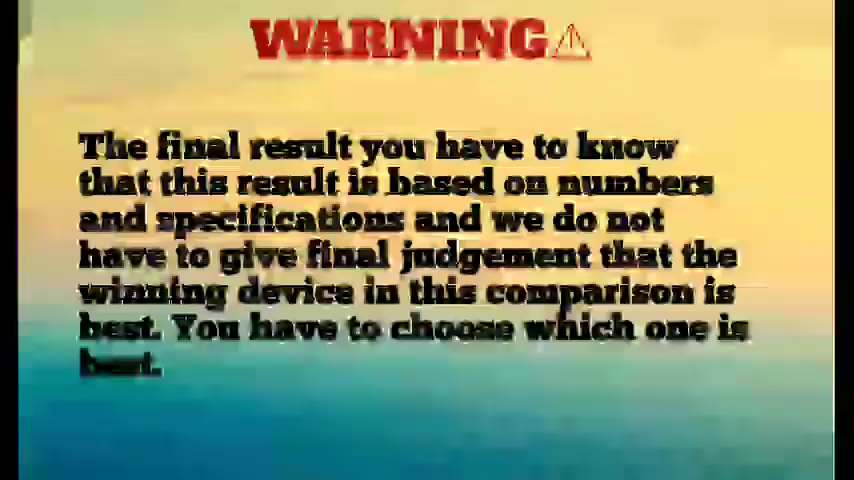 WARNING⚠
The final result you have to know
that this result is based on numbers
and specifications and we do not
have to give final judgement that the
winning device in this comparison is
best. You have to choose which one is
best.